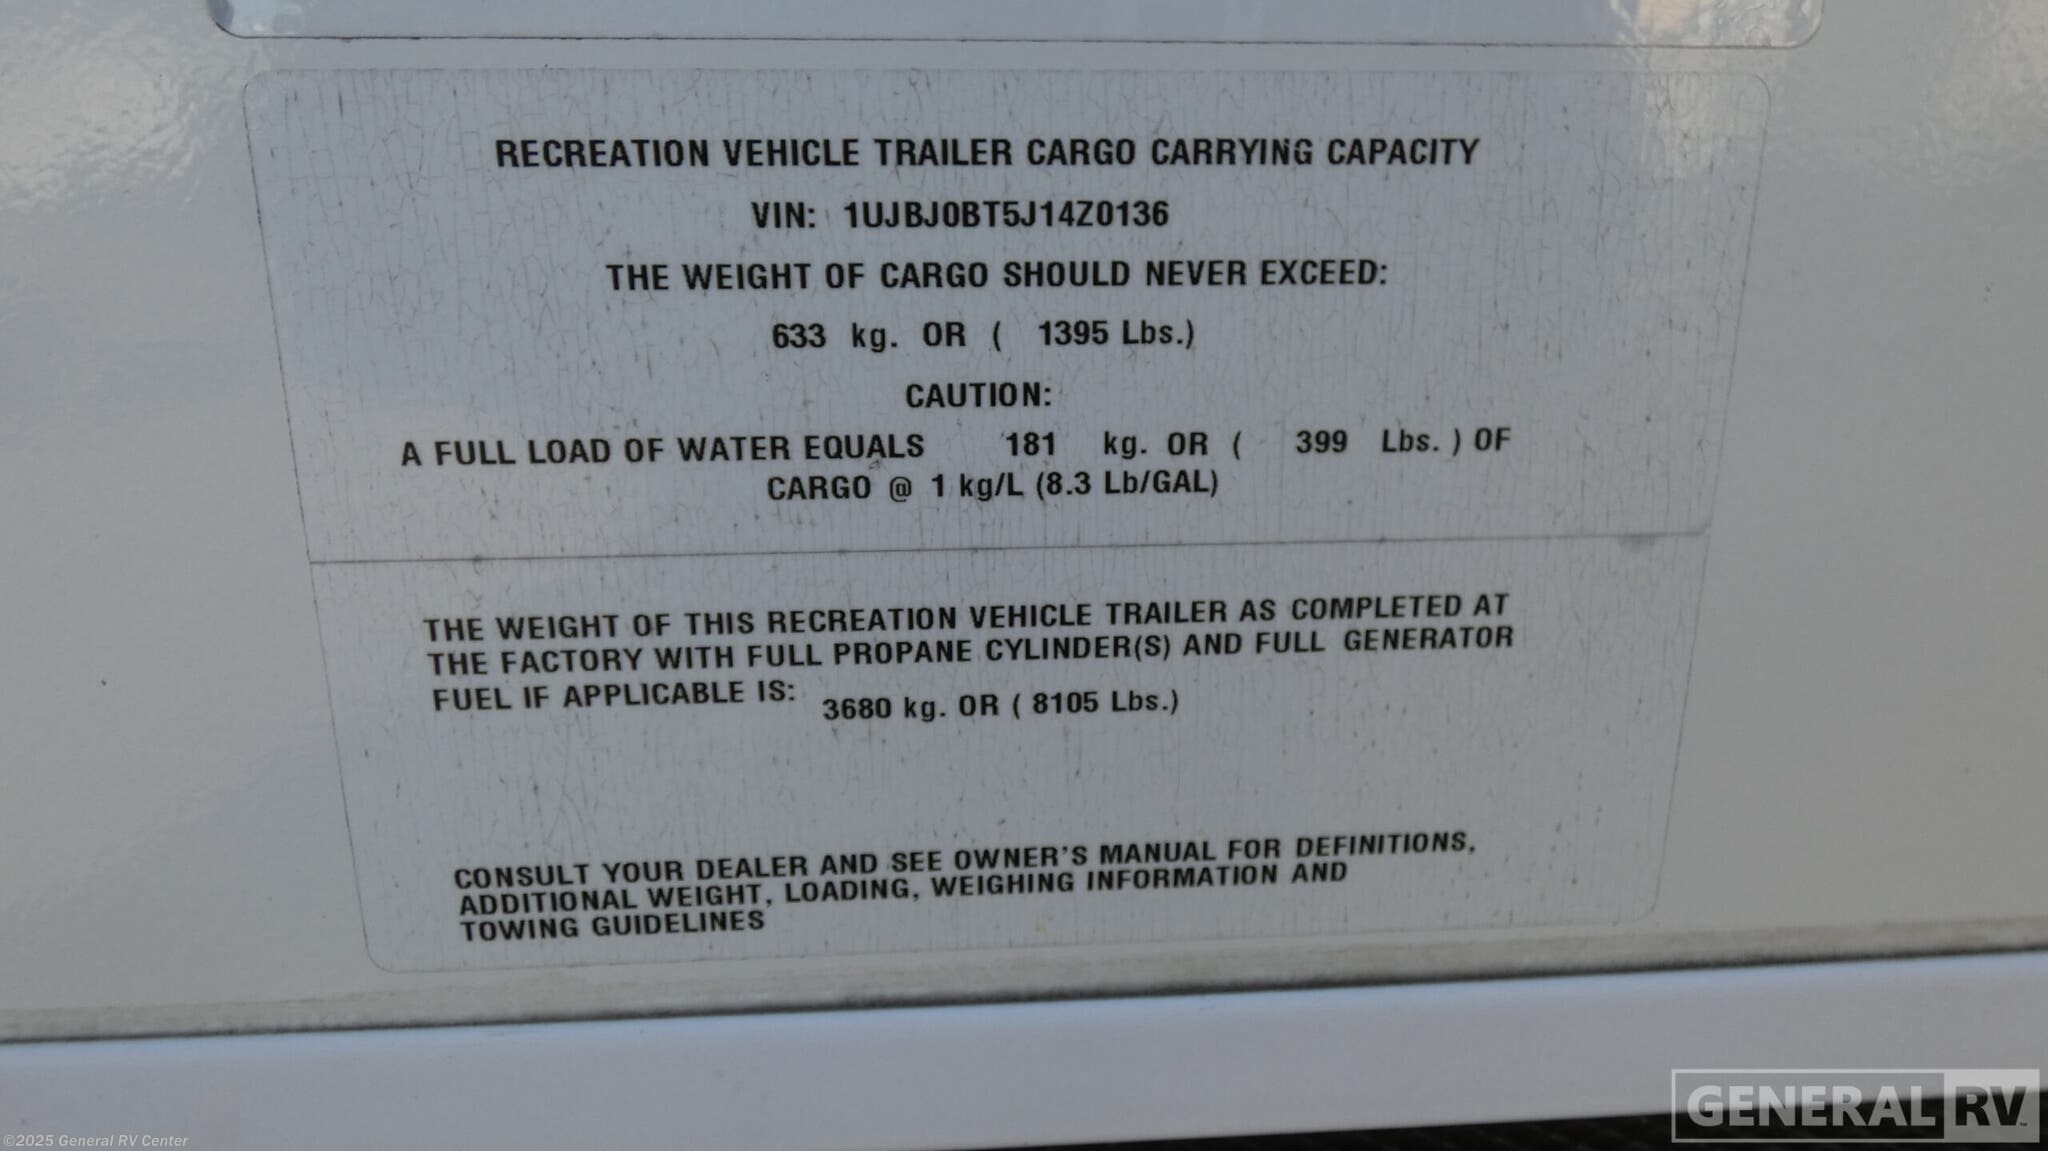 RECREATION VEHICLE TRAILER CARGO CARRYING CAPACITY
VIN: 1UJBJ0BT5J14Z0136
THE WEIGHT OF CARGO SHOULD NEVER EXCEED:
633 kg. OR ( 1395 Lbs.)
CAUTION:
A FULL LOAD OF WATER EQUALS 181 kg. OR ( 399 Lbs. ) OF
CARGO @ 1 kg/L (8.3 Lb/GAL)
THE WEIGHT OF THIS RECREATION VEHICLE TRAILER AS COMPLETED AT
THE FACTORY WITH FULL PROPANE CYLINDER(S) AND FULL GENERATOR
FUEL IF APPLICABLE IS: 3680 kg. OR ( 8105 Lbs.)
CONSULT YOUR DEALER AND SEE OWNER'S MANUAL FOR DEFINITIONS,
ADDITIONAL WEIGHT, LOADING, WEIGHING INFORMATION AND
TOWING GUIDELINES
GENERAL RV™
©2025 General RV Center